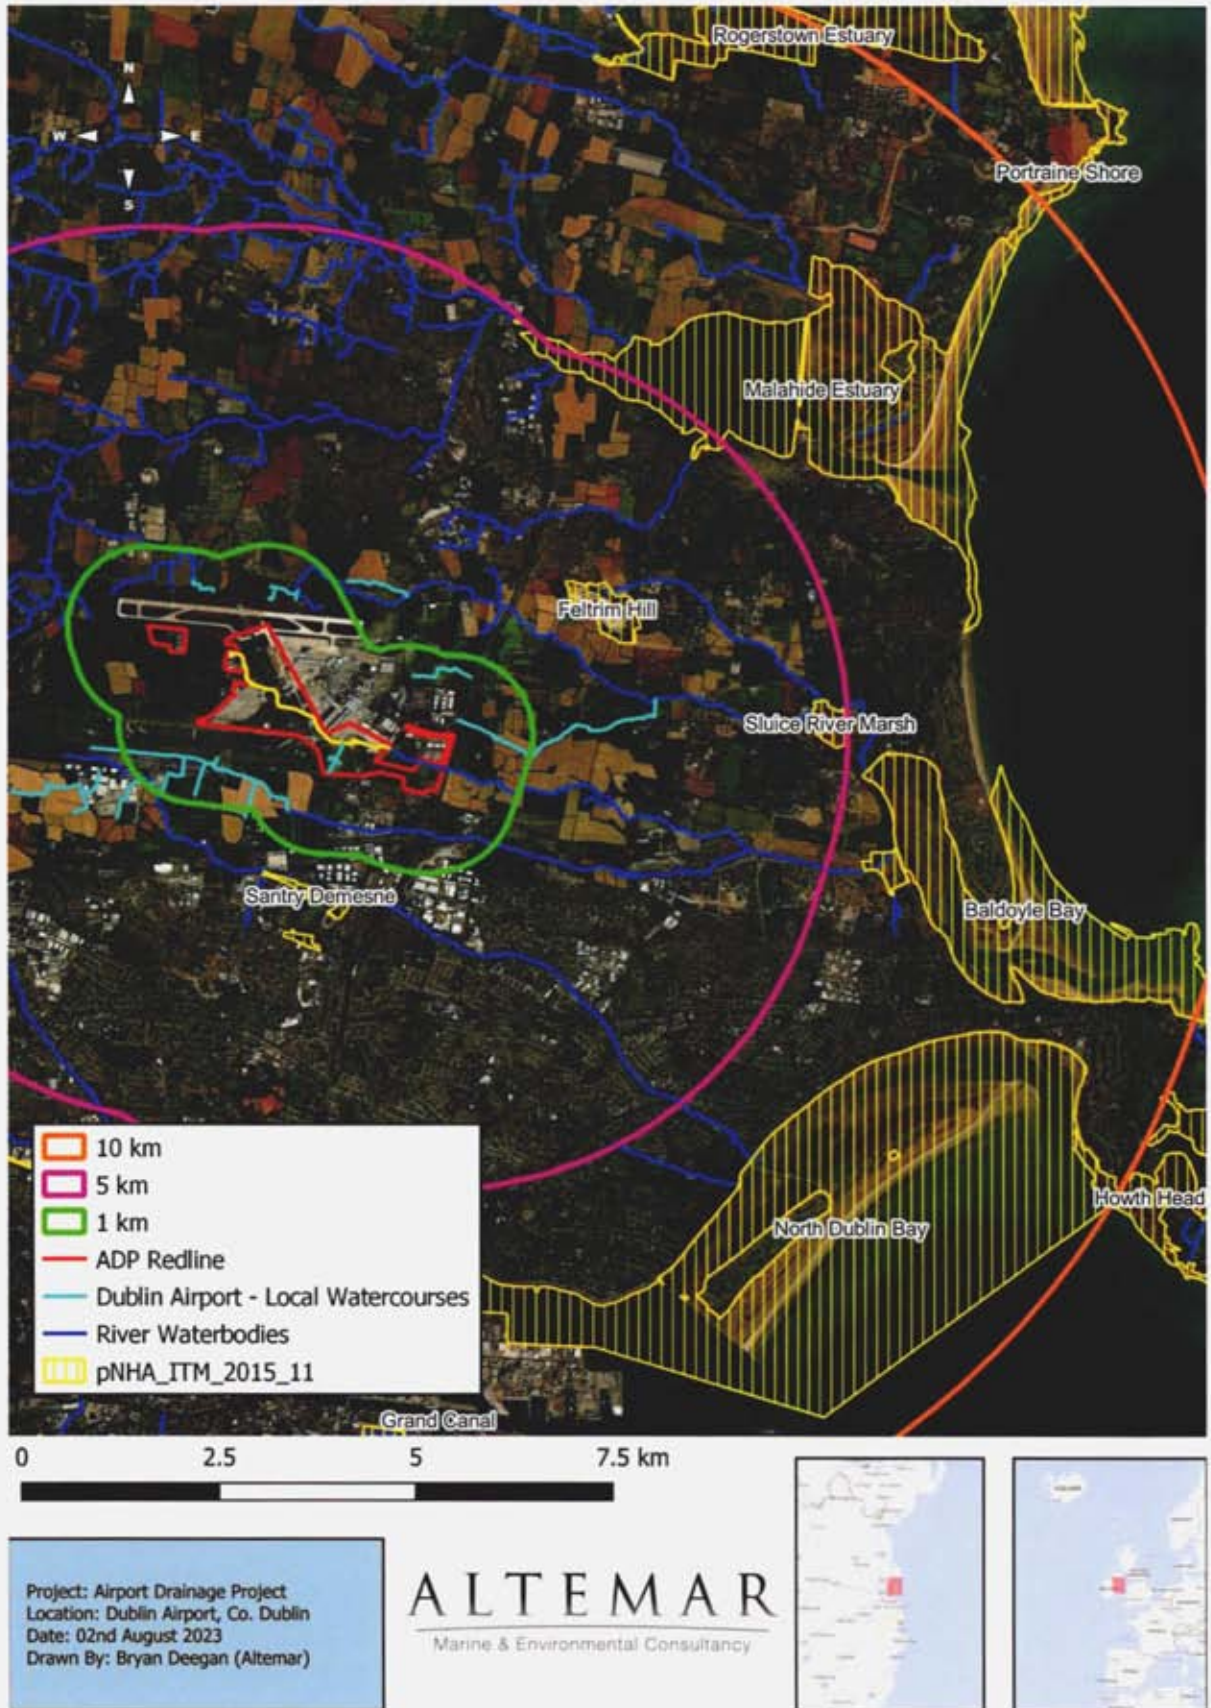 Rogerstown Estuary
N
W E
S
Portraine Shore
Malahide Estuary
Feltrim Hill
Sluice River Marsh
Santry Demesne
Baldoyle Bay
Howth Head
North Dublin Bay
Grand Canal
10 km
5 km
1 km
ADP Redline
Dublin Airport - Local Watercourses
River Waterbodies
pNHA_ITM_2015_11
0 2.5 5 7.5 km
Project: Airport Drainage Project
Location: Dublin Airport, Co. Dublin
Date: 02nd August 2023
Drawn By: Bryan Deegan (Altemar)
ALTEMAR
Marine & Environmental Consultancy